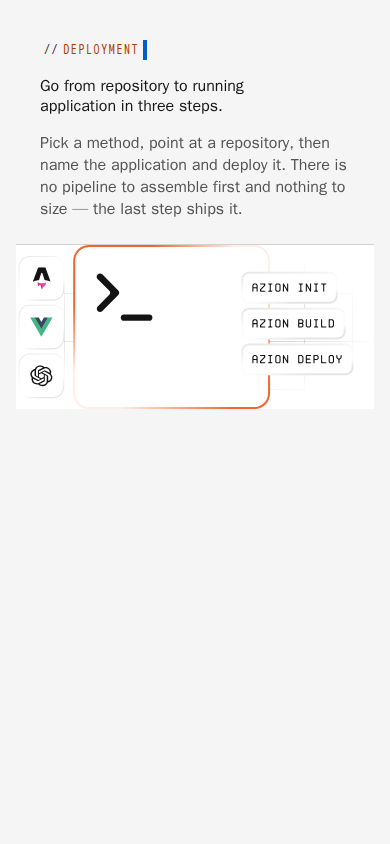 // DEPLOYMENT
Go from repository to running
application in three steps.
Pick a method, point at a repository, then
name the application and deploy it. There is
no pipeline to assemble first and nothing to
size — the last step ships it.
AZION INIT
AZION BUILD
AZION DEPLOY